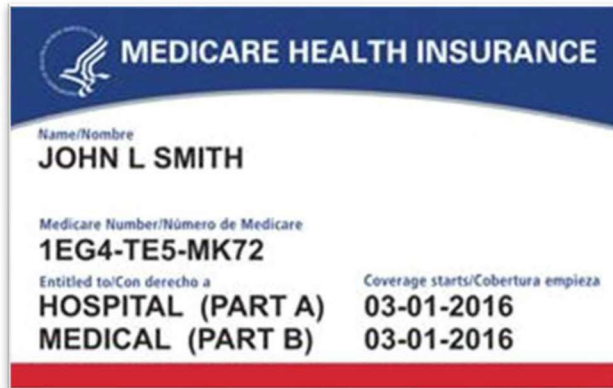 MEDICARE HEALTH INSURANCE
Name/Nombre
JOHN L SMITH
Medicare Number/Número de Medicare
1EG4-TE5-MK72
Entitled to/Con derecho a Coverage starts/Cobertura empieza
HOSPITAL (PART A) 03-01-2016
MEDICAL (PART B) 03-01-2016